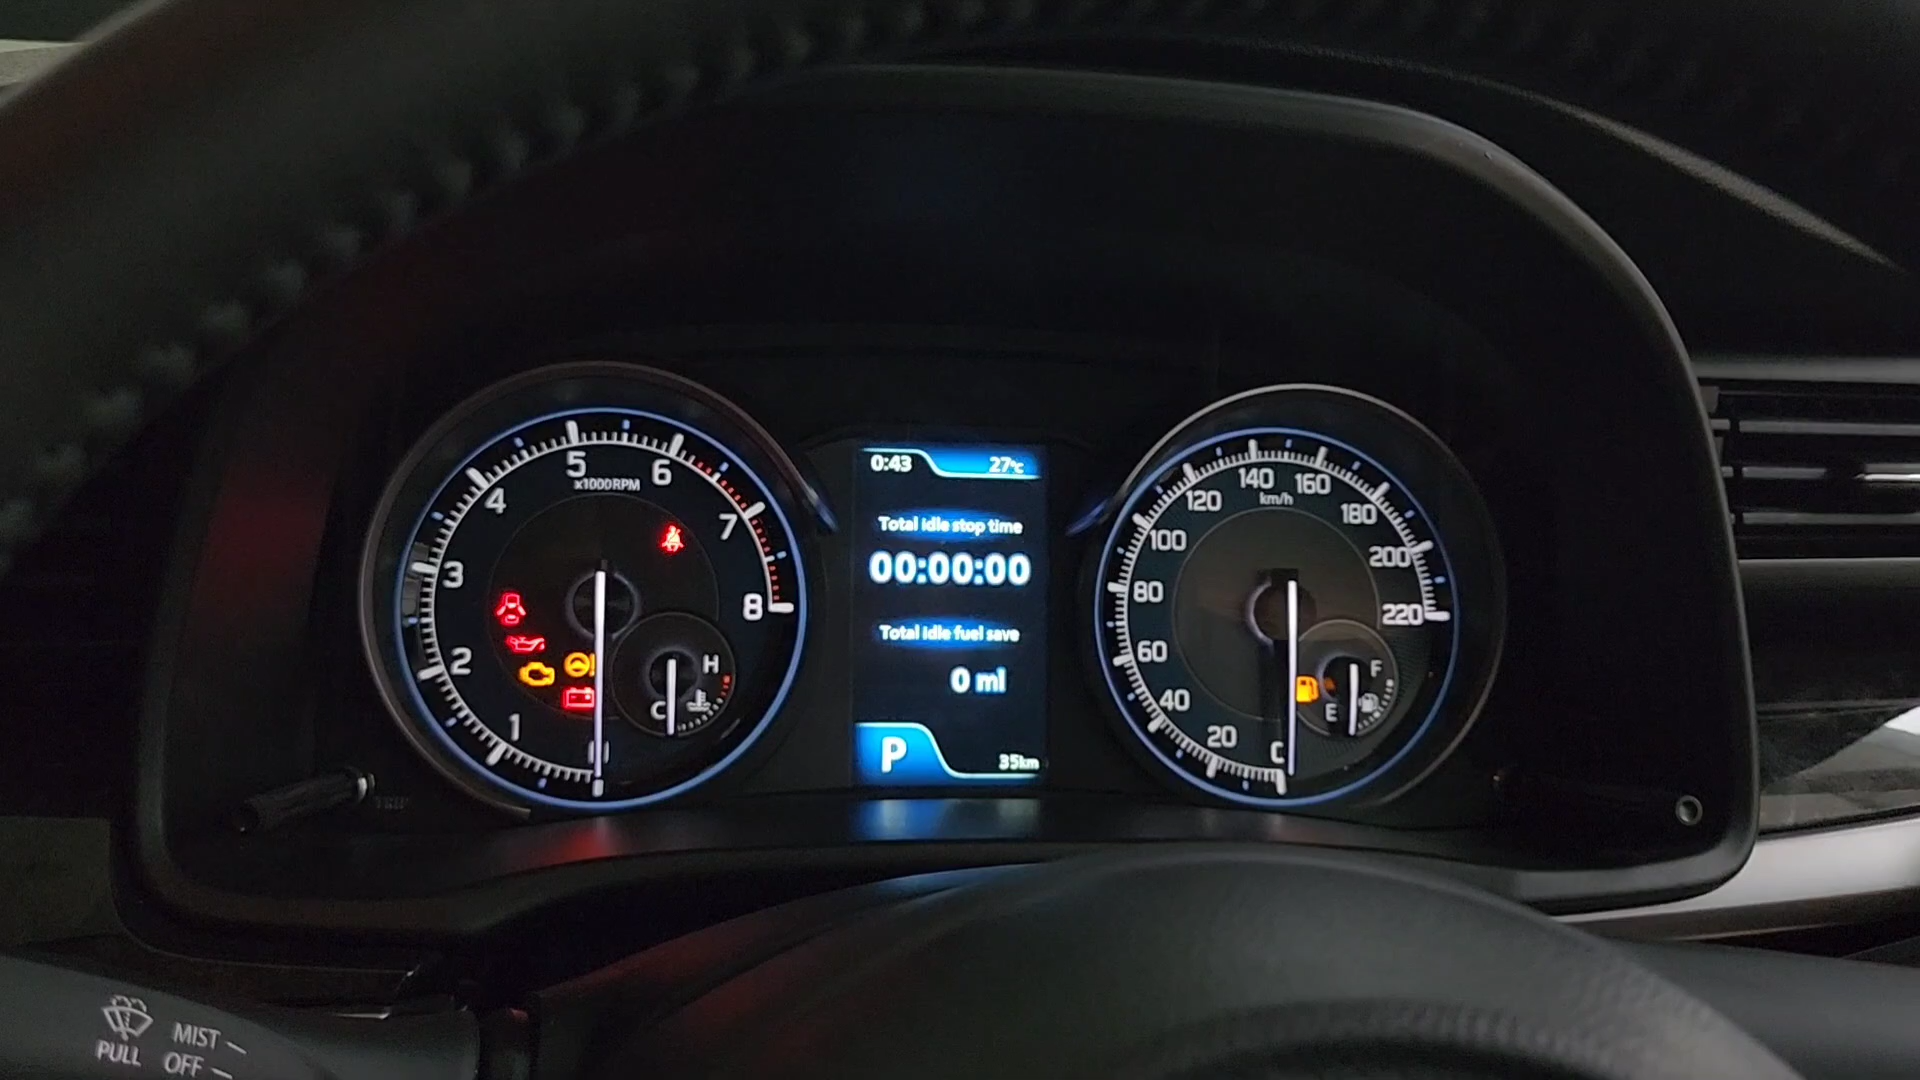 0:43 27°C
Total idle stop time
00:00:00
Total idle fuel save
0 ml
P 35km
1 2 3 4 5 6 7 8
x1000RPM
H
C
20 40 60 80 100 120 140 160 180 200 220
km/h
F
E
MIST
PULL OFF